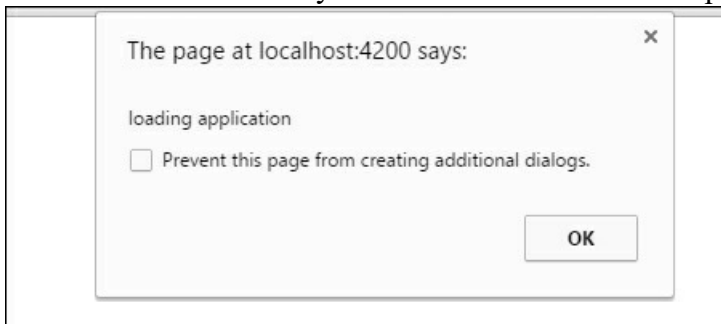 The page at localhost:4200 says:
loading application
Prevent this page from creating additional dialogs.
OK